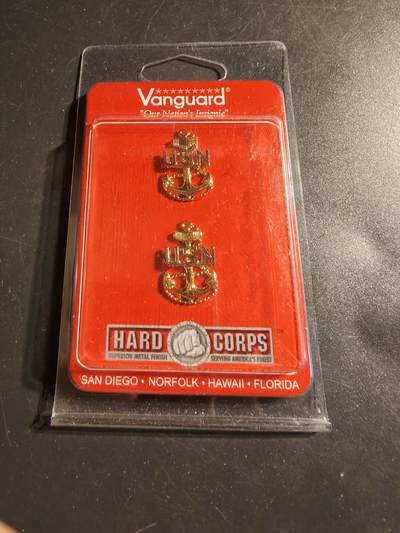 Vanguard®
"Our Nation's Insignia"
USN
USN
HARD CORPS
SUPERIOR METAL FINISH SERVING AMERICA'S FINEST
SAN DIEGO • NORFOLK • HAWAII • FLORIDA